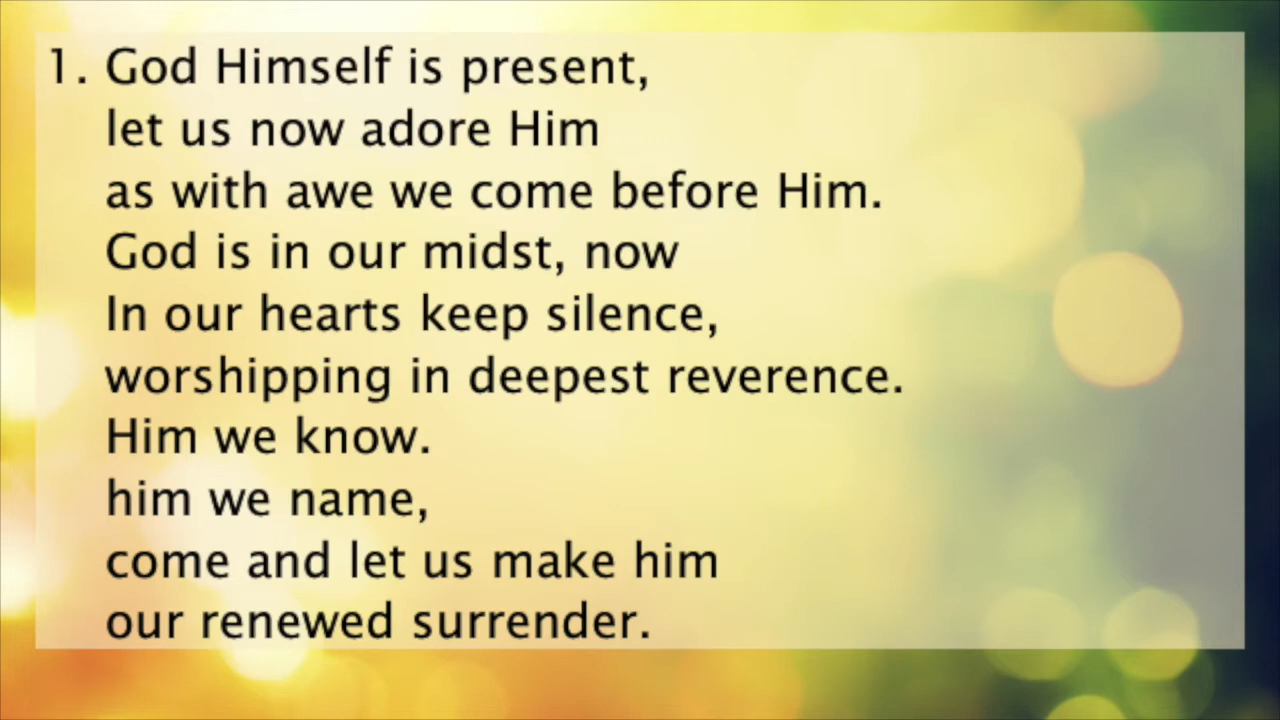 1. God Himself is present,
let us now adore Him
as with awe we come before Him.
God is in our midst, now
In our hearts keep silence,
worshipping in deepest reverence.
Him we know.
him we name,
come and let us make him
our renewed surrender.